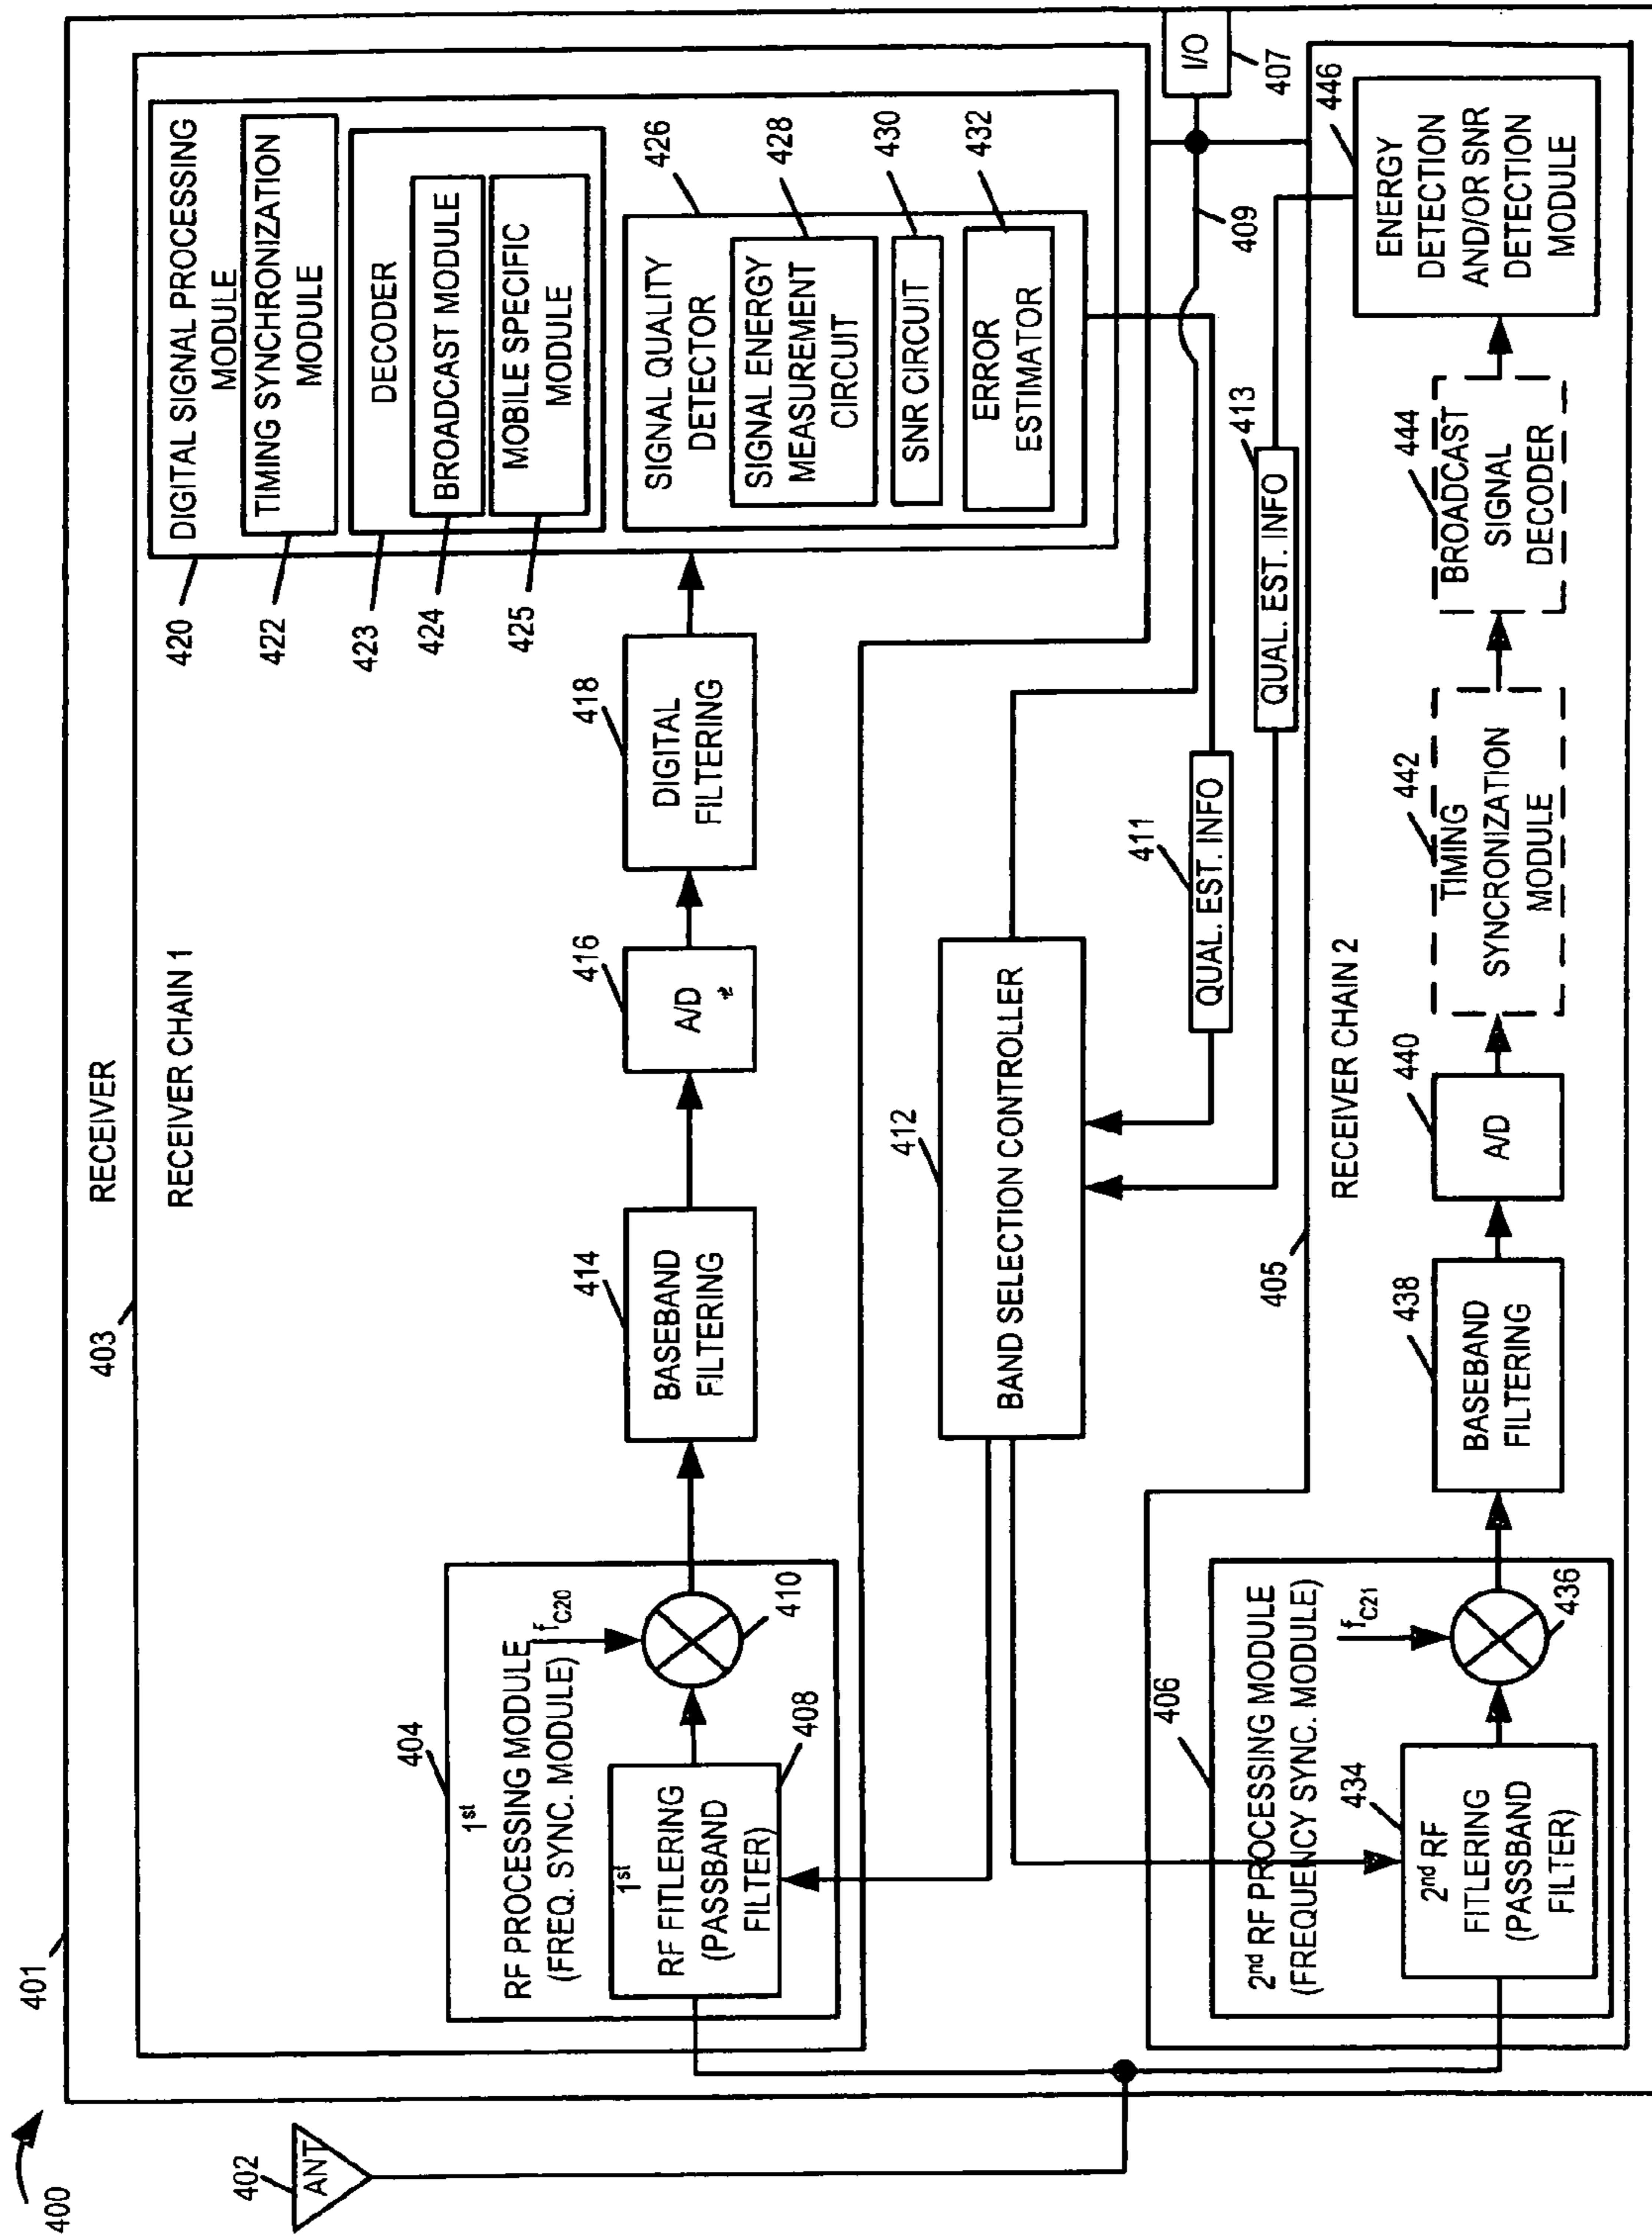 400
401
RECEIVER
403
RECEIVER CHAIN 1
402
ANT
404
1st
RF PROCESSING MODULE
(FREQ. SYNC. MODULE)
fC20
410
1st
RF FITLERING
(PASSBAND
FILTER)
408
414
BASEBAND
FILTERING
416
A/D
418
DIGITAL
FILTERING
420
DIGITAL SIGNAL PROCESSING
MODULE
422
TIMING SYNCHRONIZATION
MODULE
423
DECODER
424
BROADCAST MODULE
425
MOBILE SPECIFIC
MODULE
426
SIGNAL QUALITY
DETECTOR
428
SIGNAL ENERGY
MEASUREMENT
CIRCUIT
430
SNR CIRCUIT
432
ERROR
ESTIMATOR
412
BAND SELECTION CONTROLLER
411
QUAL. EST. INFO
413
QUAL. EST. INFO
409
I/O
407
405
RECEIVER CHAIN 2
406
2nd RF PROCESSING MODULE
(FREQUENCY SYNC. MODULE)
fC21
436
434
2nd RF
FITLERING
(PASSBAND
FILTER)
438
BASEBAND
FILTERING
440
A/D
442
TIMING
SYNCRONIZATION
MODULE
444
BROADCAST
SIGNAL
DECODER
446
ENERGY
DETECTION
AND/OR SNR
DETECTION
MODULE